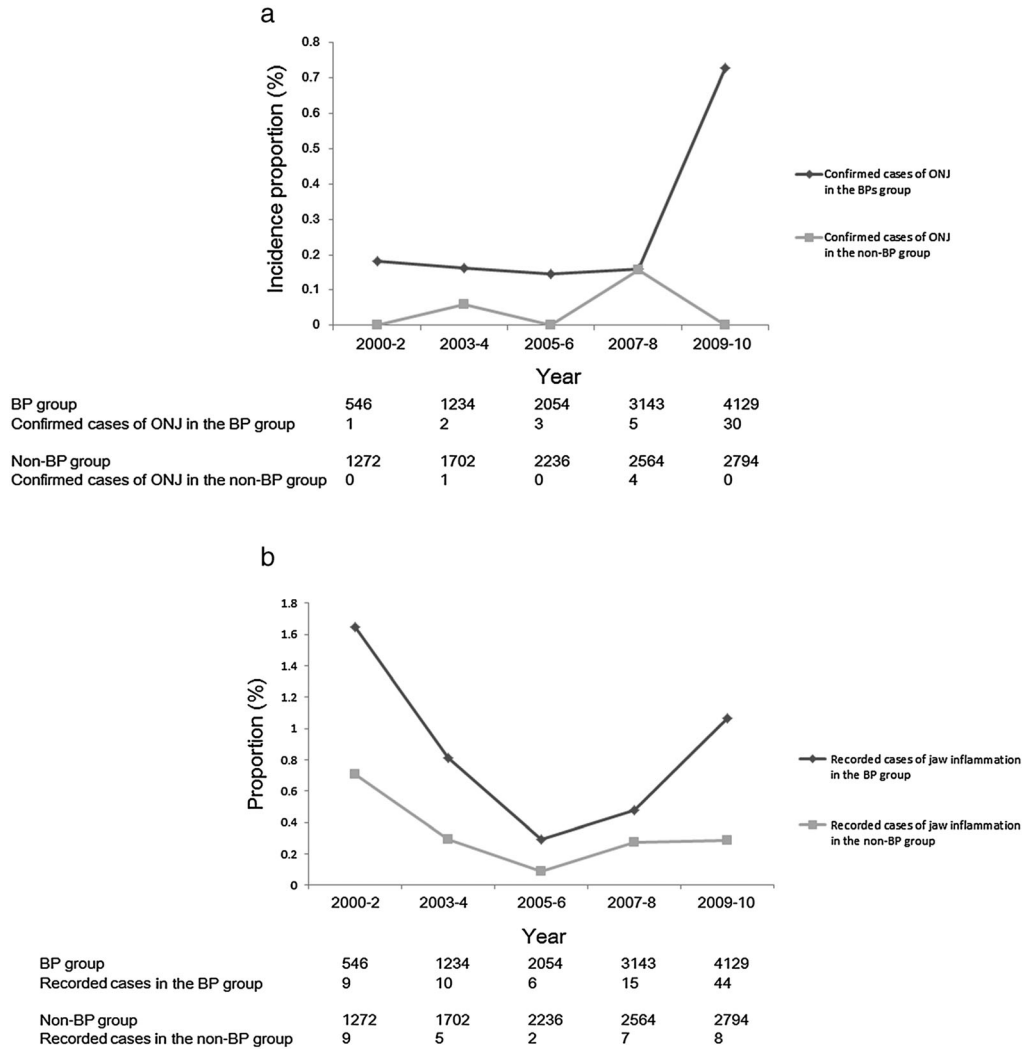 a
Incidence proportion (%)
0.8
0.7
0.6
0.5
0.4
0.3
0.2
0.1
0
2000-2 2003-4 2005-6 2007-8 2009-10
Year
Confirmed cases of ONJ
in the BPs group
Confirmed cases of ONJ
in the non-BP group
BP group 546 1234 2054 3143 4129
Confirmed cases of ONJ in the BP group 1 2 3 5 30
Non-BP group 1272 1702 2236 2564 2794
Confirmed cases of ONJ in the non-BP group 0 1 0 4 0
b
Proportion (%)
1.8
1.6
1.4
1.2
1
0.8
0.6
0.4
0.2
0
2000-2 2003-4 2005-6 2007-8 2009-10
Year
Recorded cases of jaw inflammation
in the BP group
Recorded cases of jaw inflammation
in the non-BP group
BP group 546 1234 2054 3143 4129
Recorded cases in the BP group 9 10 6 15 44
Non-BP group 1272 1702 2236 2564 2794
Recorded cases in the non-BP group 9 5 2 7 8